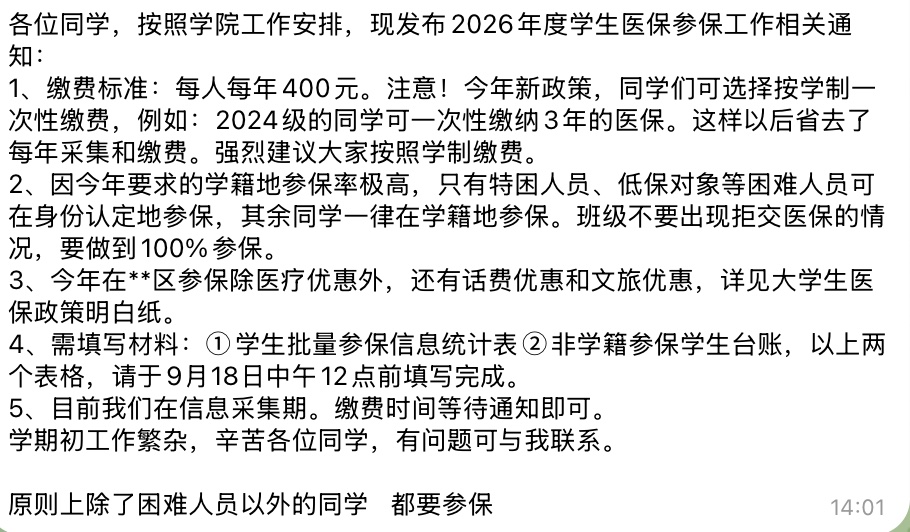 各位同学，按照学院工作安排，现发布2026年度学生医保参保工作相关通
知：
1、缴费标准：每人每年400元。注意！今年新政策，同学们可选择按学制一
次性缴费，例如：2024级的同学可一次性缴纳3年的医保。这样以后省去了
每年采集和缴费。强烈建议大家按照学制缴费。
2、因今年要求的学籍地参保率极高，只有特困人员、低保对象等困难人员可
在身份认定地参保，其余同学一律在学籍地参保。班级不要出现拒交医保的情
况，要做到100%参保。
3、今年在**区参保除医疗优惠外，还有话费优惠和文旅优惠，详见大学生医
保政策明白纸。
4、需填写材料：①学生批量参保信息统计表②非学籍参保学生台账，以上两
个表格，请于9月18日中午12点前填写完成。
5、目前我们在信息采集期。缴费时间等待通知即可。
学期初工作繁杂，辛苦各位同学，有问题可与我联系。
原则上除了困难人员以外的同学　都要参保
14:01